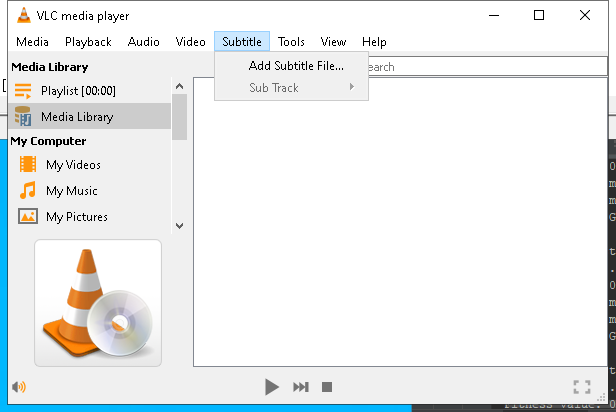 VLC media player
Media Playback Audio Video Subtitle Tools View Help
Media Library
Add Subtitle File...
Sub Track
earch
Playlist [00:00]
Media Library
My Computer
My Videos
My Music
My Pictures